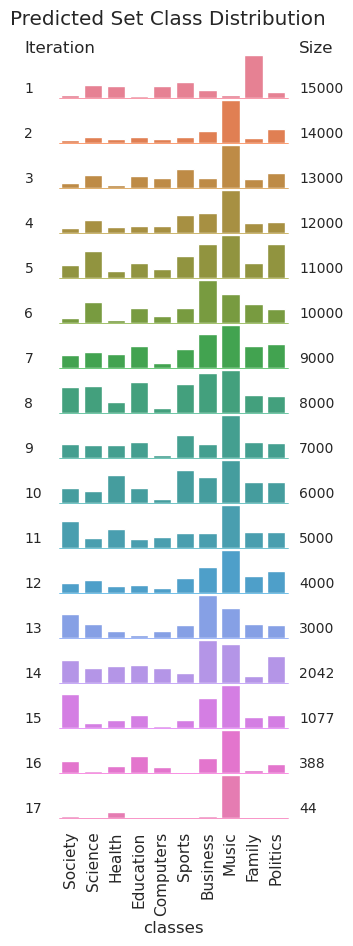 Predicted Set Class Distribution
Iteration Size
1 15000
2 14000
3 13000
4 12000
5 11000
6 10000
7 9000
8 8000
9 7000
10 6000
11 5000
12 4000
13 3000
14 2042
15 1077
16 388
17 44
Society
Science
Health
Education
Computers
Sports
Business
Music
Family
Politics
classes